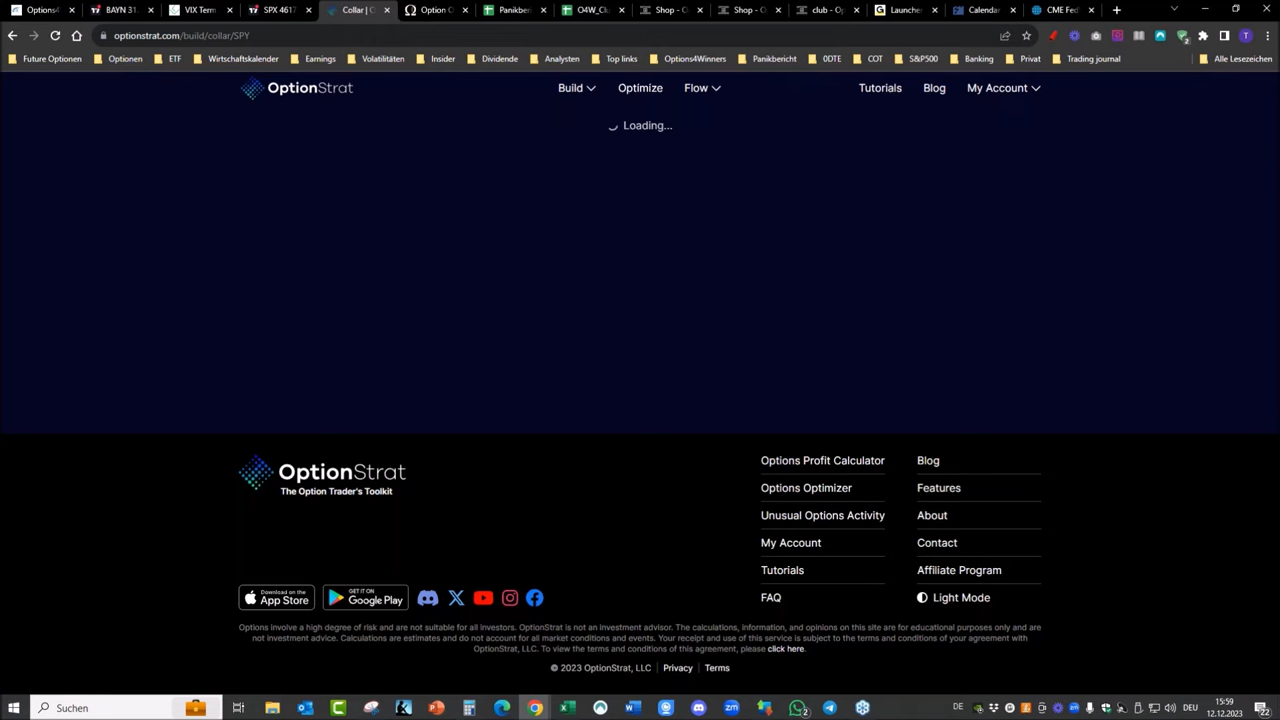 Options4
BAYN 31.
VIX Term
SPX 4617
Collar | C
Option O
Panikberi
O4W_Clu
Shop - O
Shop - O
club - Op
Launcher
Calendar
CME Fed
optionstrat.com/build/collar/SPY
Future Optionen
Optionen
ETF
Wirtschaftskalender
Earnings
Volatilitäten
Insider
Dividende
Analysten
Top links
Options4Winners
Panikbericht
0DTE
COT
S&P500
Banking
Privat
Trading journal
Alle Lesezeichen
OptionStrat
Build
Optimize
Flow
Tutorials
Blog
My Account
Loading...
OptionStrat
The Option Trader's Toolkit
Options Profit Calculator
Blog
Options Optimizer
Features
Unusual Options Activity
About
My Account
Contact
Tutorials
Affiliate Program
FAQ
Light Mode
Download on the
App Store
GET IT ON
Google Play
Options involve a high degree of risk and are not suitable for all investors. OptionStrat is not an investment advisor. The calculations, information, and opinions on this site are for educational purposes only and are
not investment advice. Calculations are estimates and do not account for all market conditions and events. Your receipt and use of this service is subject to the terms and conditions of your agreement with
OptionStrat, LLC. To view the terms and conditions of this agreement, please click here.
© 2023 OptionStrat, LLC | Privacy | Terms
Suchen
DE
DEU
15:59
12.12.2023